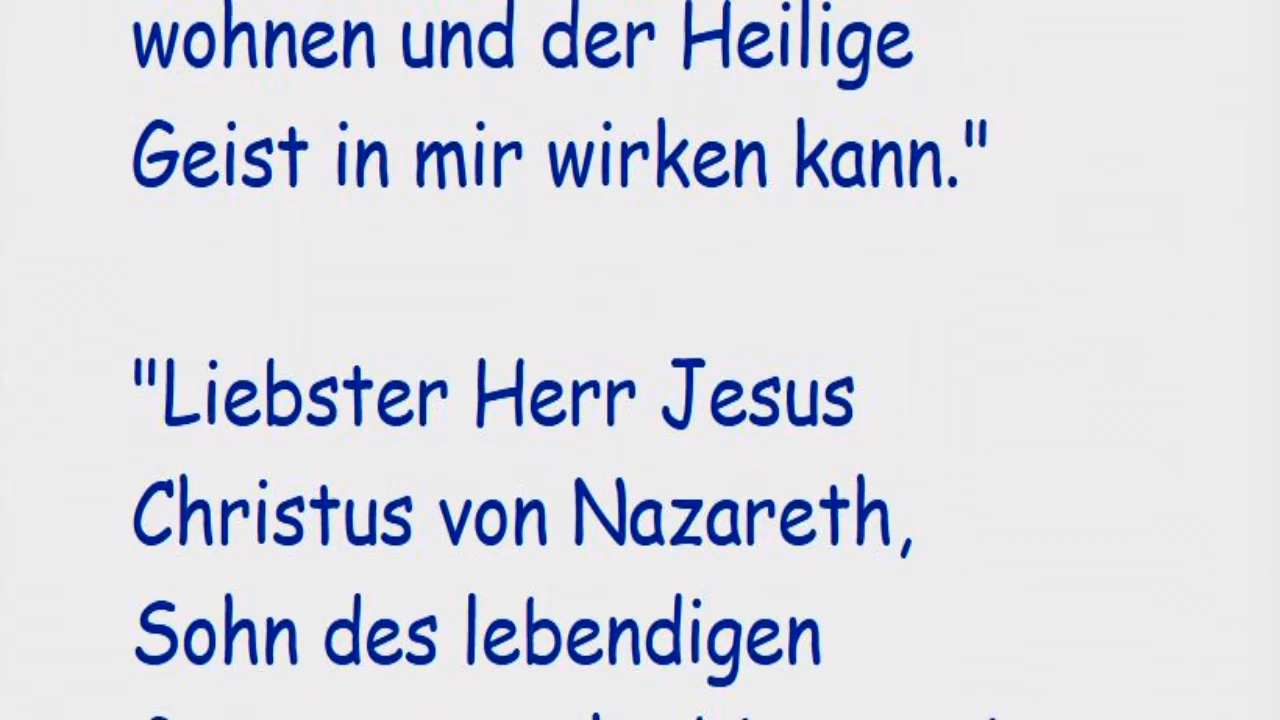 wohnen und der Heilige
Geist in mir wirken kann."
"Liebster Herr Jesus
Christus von Nazareth,
Sohn des lebendigen